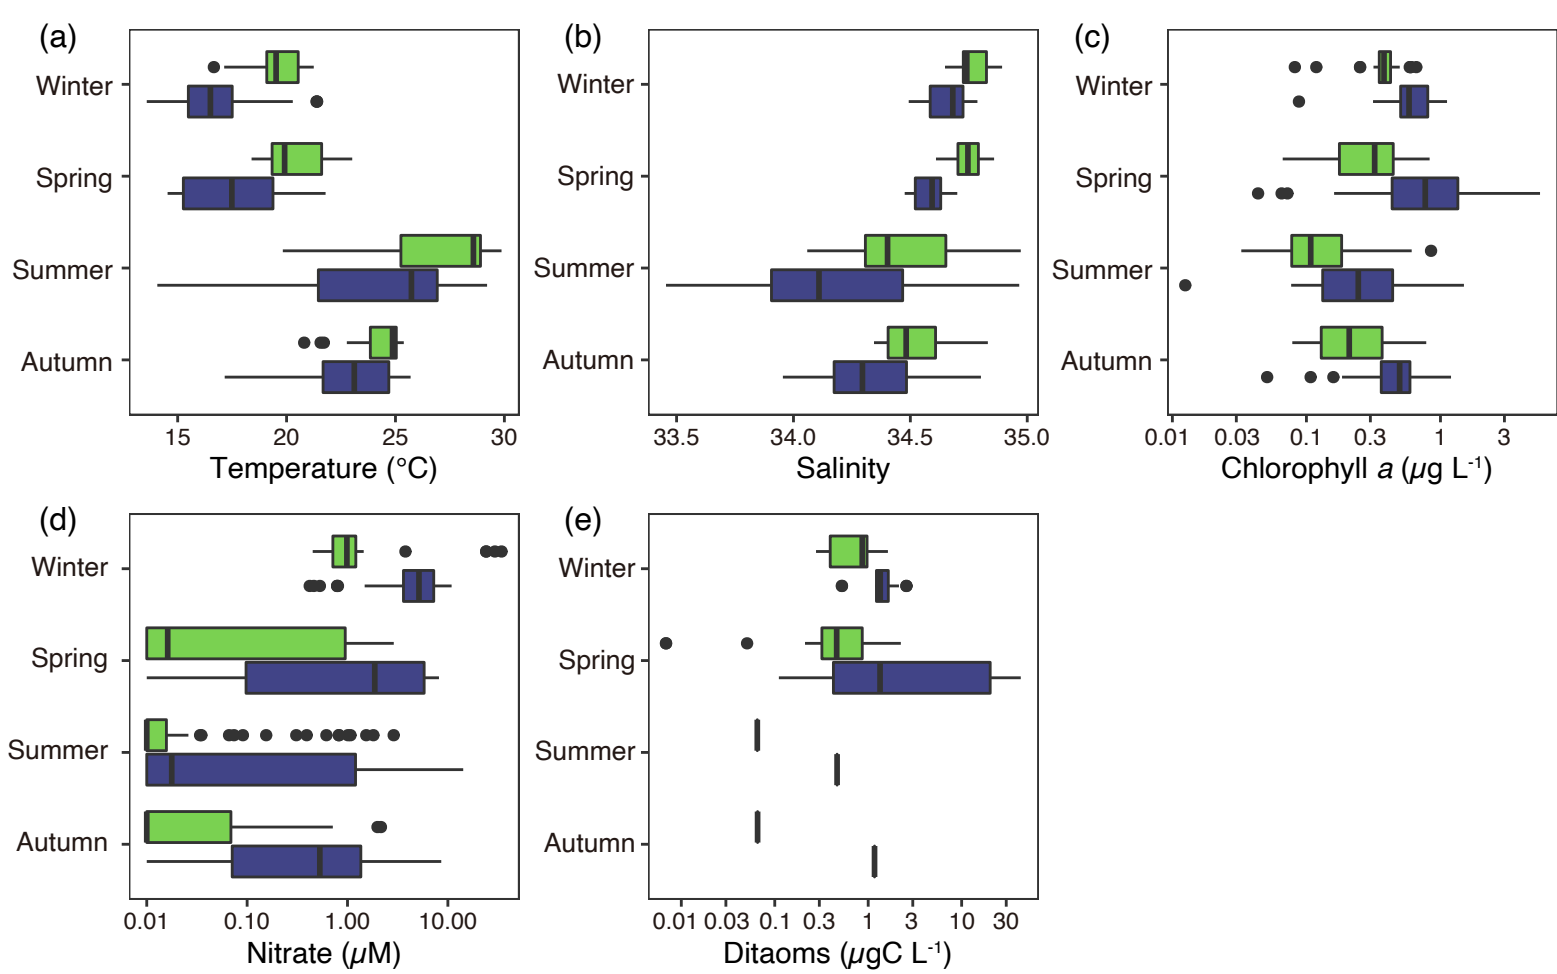 (a)
Winter
Spring
Summer
Autumn
15 20 25 30
Temperature (°C)
(b)
Winter
Spring
Summer
Autumn
33.5 34.0 34.5 35.0
Salinity
(c)
Winter
Spring
Summer
Autumn
0.01 0.03 0.1 0.3 1 3
Chlorophyll a (µg L⁻¹)
(d)
Winter
Spring
Summer
Autumn
0.01 0.10 1.00 10.00
Nitrate (µM)
(e)
Winter
Spring
Summer
Autumn
0.01 0.03 0.1 0.3 1 3 10 30
Ditaoms (µgC L⁻¹)